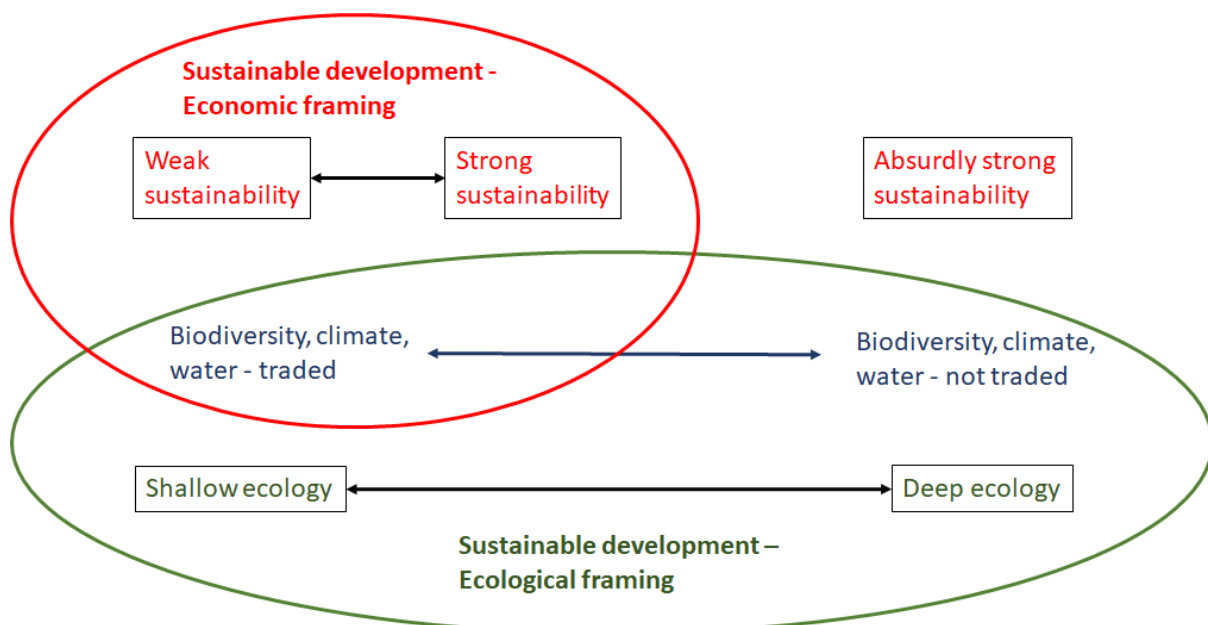 Sustainable development -
Economic framing
Weak
sustainability
Strong
sustainability
Absurdly strong
sustainability
Biodiversity, climate,
water - traded
Biodiversity, climate,
water - not traded
Shallow ecology
Deep ecology
Sustainable development –
Ecological framing